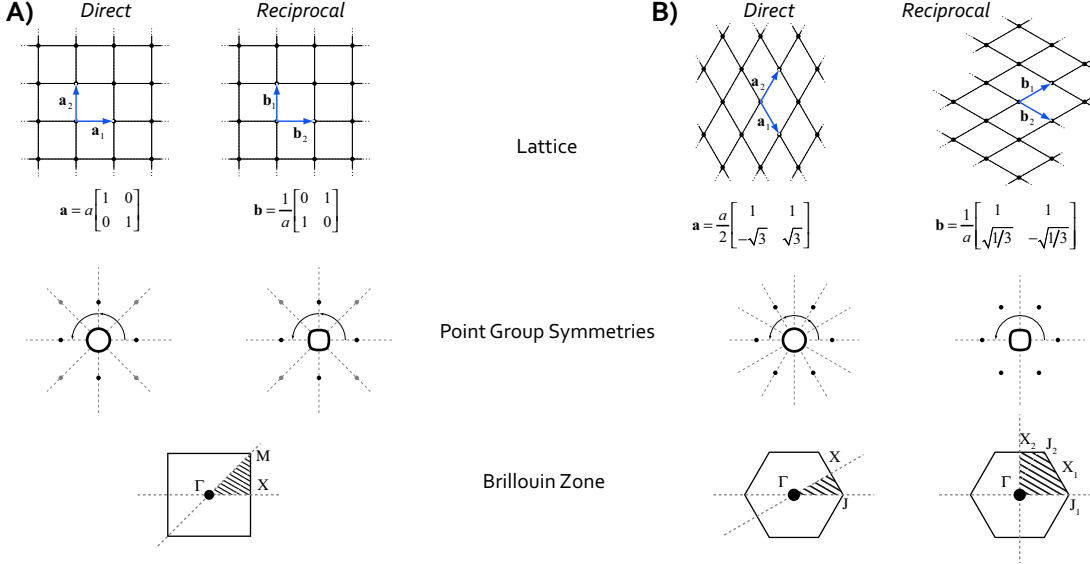 A)
Direct
Reciprocal
a₂
a₁
b₁
b₂
a = a [1 0
0 1]
b = 1/a [0 1
1 0]
Lattice
Point Group Symmetries
Brillouin Zone
Γ
M
X
B)
Direct
Reciprocal
a₂
a₁
b₁
b₂
a = a/2 [1 1
-√3 √3]
b = 1/a [1 1
√1/3 -√1/3]
Γ
X
J
Γ
X₂
J₂
X₁
J₁